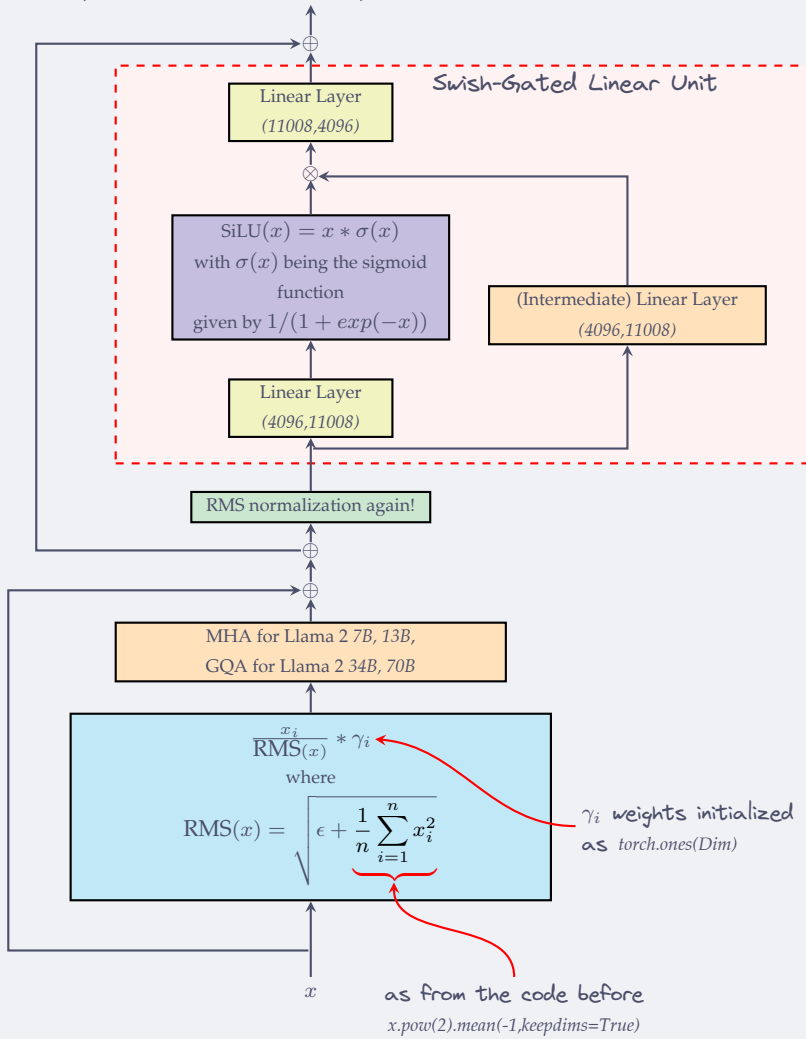 Swish-Gated Linear Unit
Linear Layer
(11008,4096)
⊗
SiLU(x) = x ∗ σ(x)
with σ(x) being the sigmoid
function
given by 1/(1 + exp(−x))
(Intermediate) Linear Layer
(4096,11008)
Linear Layer
(4096,11008)
RMS normalization again!
⊕
⊕
MHA for Llama 2 7B, 13B,
GQA for Llama 2 34B, 70B
x_i / RMS(x) ∗ γ_i
where
RMS(x) = √(ϵ + 1/n ∑_{i=1}^{n} x_i^2)
γ_i weights initialized
as torch.ones(Dim)
x
as from the code before
x.pow(2).mean(-1,keepdims=True)